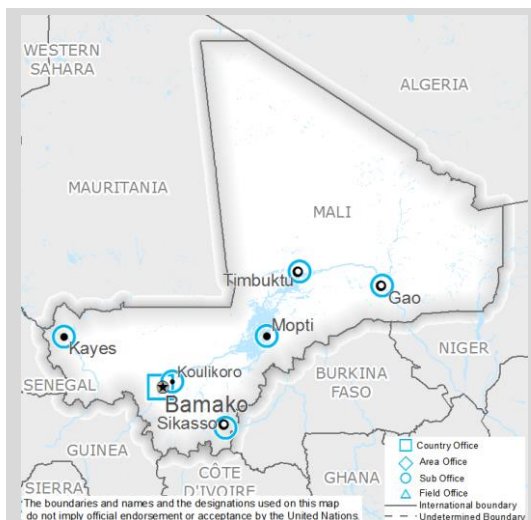 WESTERN
SAHARA
ALGERIA
MAURITANIA
MALI
Timbuktu
Gao
Mopti
Kayes
NIGER
Koulikoro
BURKINA
FASO
SENEGAL
Bamako
Sikasso
GUINEA
CÔTE
D'IVOIRE
GHANA
SIERRA
Country Office
Area Office
Sub Office
Field Office
International boundary
Undetermined Boundary
The boundaries and names and the designations used on this map
do not imply official endorsement or acceptance by the United Nations.